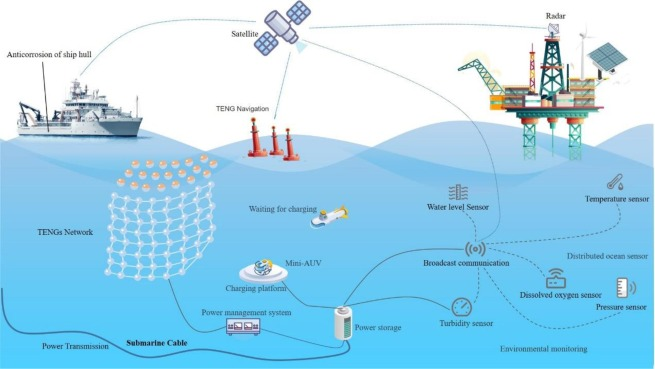 Radar
Satellite
Anticorrosion of ship hull
TENG Navigation
Temperature sensor
Waiting for charging
Water level Sensor
TENGs Network
Distributed ocean sensor
Mini-AUV
Broadcast communication
Charging platform
Dissolved oxygen sensor
Pressure sensor
Power management system
Power storage
Turbidity sensor
Power Transmission
Submarine Cable
Environmental monitoring